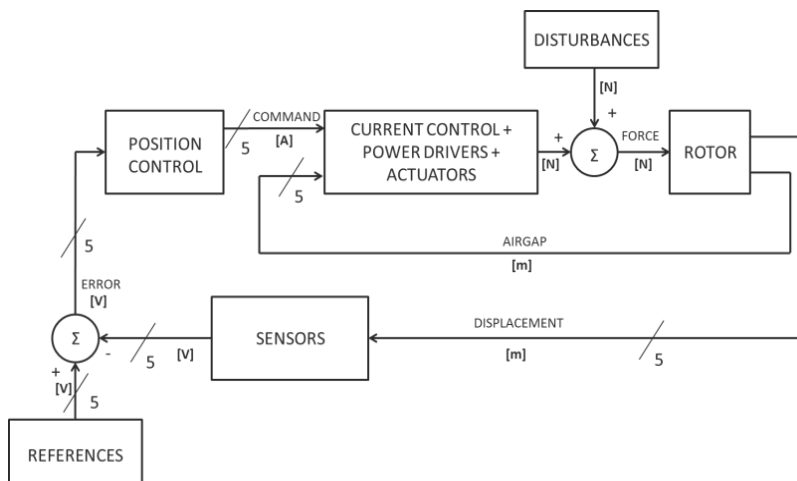 DISTURBANCES
[N]
+
COMMAND
[A]
5
POSITION
CONTROL
CURRENT CONTROL +
POWER DRIVERS +
ACTUATORS
5
+
[N]
Σ
FORCE
[N]
ROTOR
AIRGAP
[m]
5
ERROR
[V]
Σ
-
+
5
[V]
SENSORS
DISPLACEMENT
[m]
5
[V]
5
REFERENCES